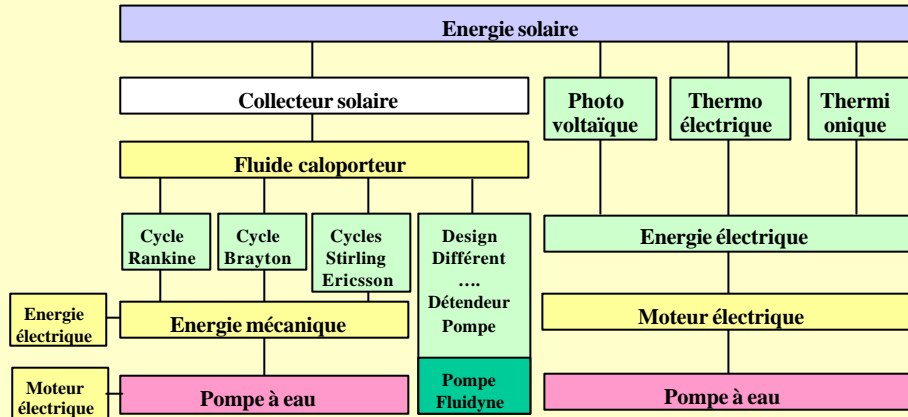 Energie solaire
Collecteur solaire
Photo
voltaïque
Thermo
électrique
Thermi
onique
Fluide caloporteur
Cycle
Rankine
Cycle
Brayton
Cycles
Stirling
Ericsson
Design
Différent
….
Détendeur
Pompe
Energie électrique
Energie
électrique
Energie mécanique
Moteur électrique
Moteur
électrique
Pompe à eau
Pompe
Fluidyne
Pompe à eau